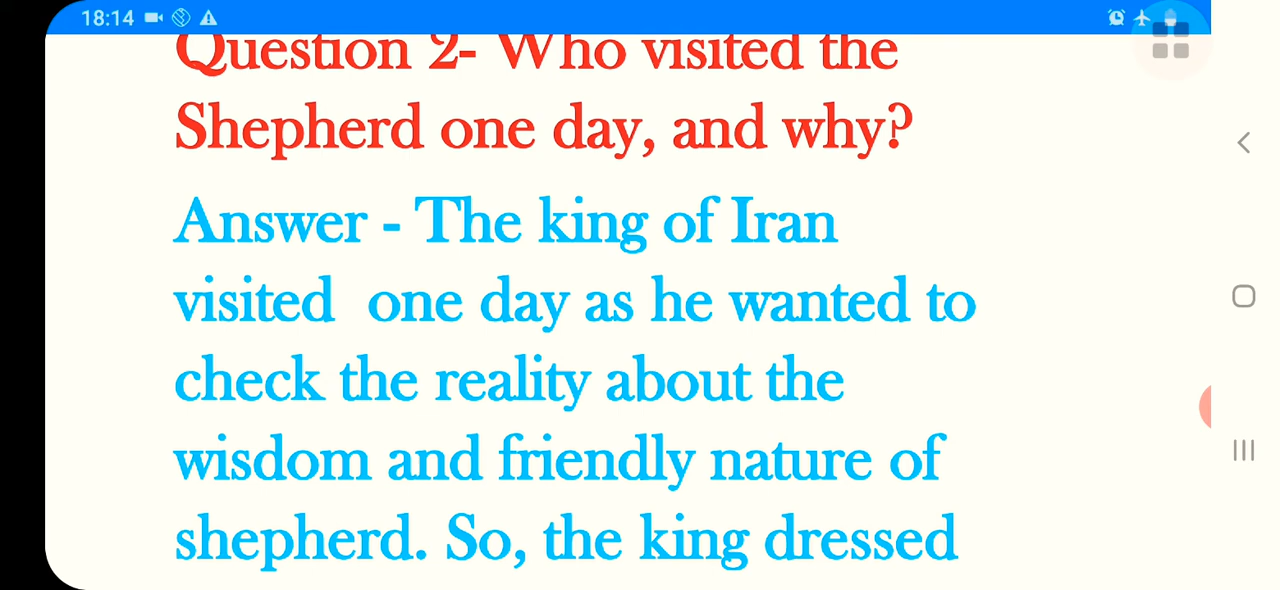 18:14
Question 2- Who visited the
Shepherd one day, and why?
Answer - The king of Iran
visited one day as he wanted to
check the reality about the
wisdom and friendly nature of
shepherd. So, the king dressed